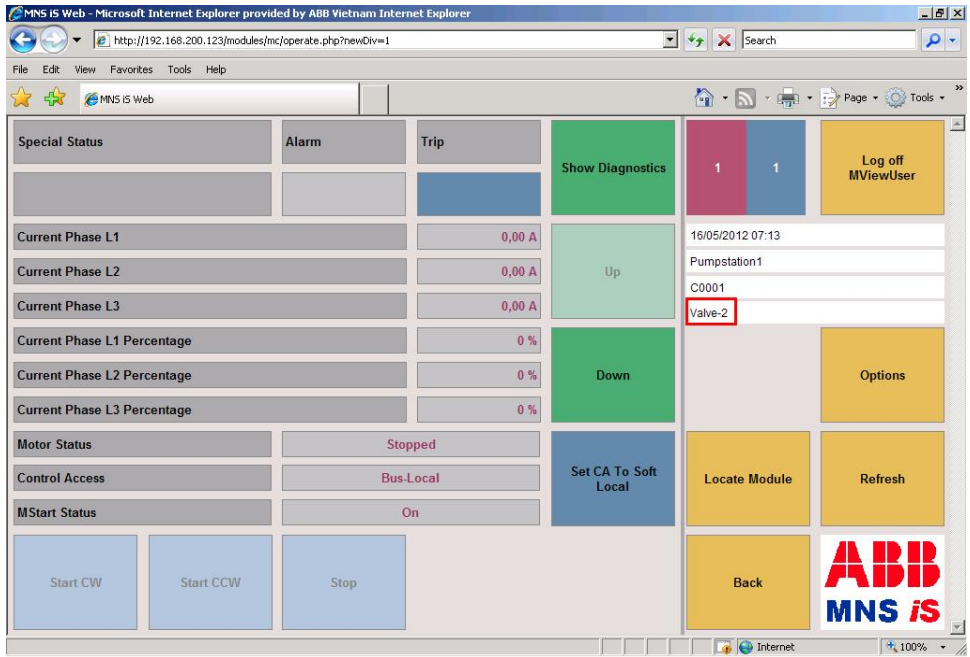 MNS iS Web - Microsoft Internet Explorer provided by ABB Vietnam Internet Explorer
http://192.168.200.123/modules/mc/operate.php?newDiv=1
Search
File Edit View Favorites Tools Help
MNS iS Web
Page
Tools
Special Status
Alarm
Trip
Show Diagnostics
1
1
Log off
MViewUser
Current Phase L1
0,00 A
Current Phase L2
0,00 A
Current Phase L3
0,00 A
Current Phase L1 Percentage
0 %
Current Phase L2 Percentage
0 %
Current Phase L3 Percentage
0 %
Up
Down
16/05/2012 07:13
Pumpstation1
C0001
Valve-2
Options
Motor Status
Stopped
Control Access
Bus-Local
MStart Status
On
Set CA To Soft
Local
Locate Module
Refresh
Start CW
Start CCW
Stop
Back
ABB
MNS iS
Internet
100%